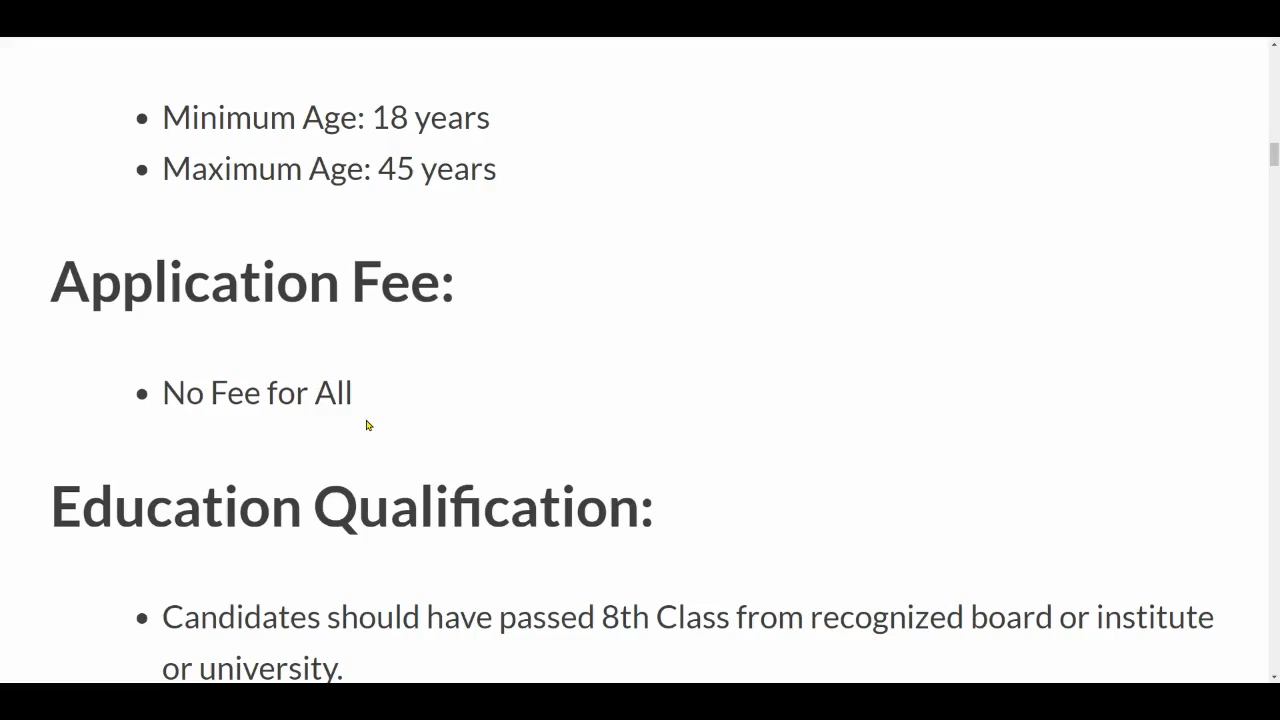 • Minimum Age: 18 years
• Maximum Age: 45 years
Application Fee:
• No Fee for All
Education Qualification:
• Candidates should have passed 8th Class from recognized board or institute
or university.